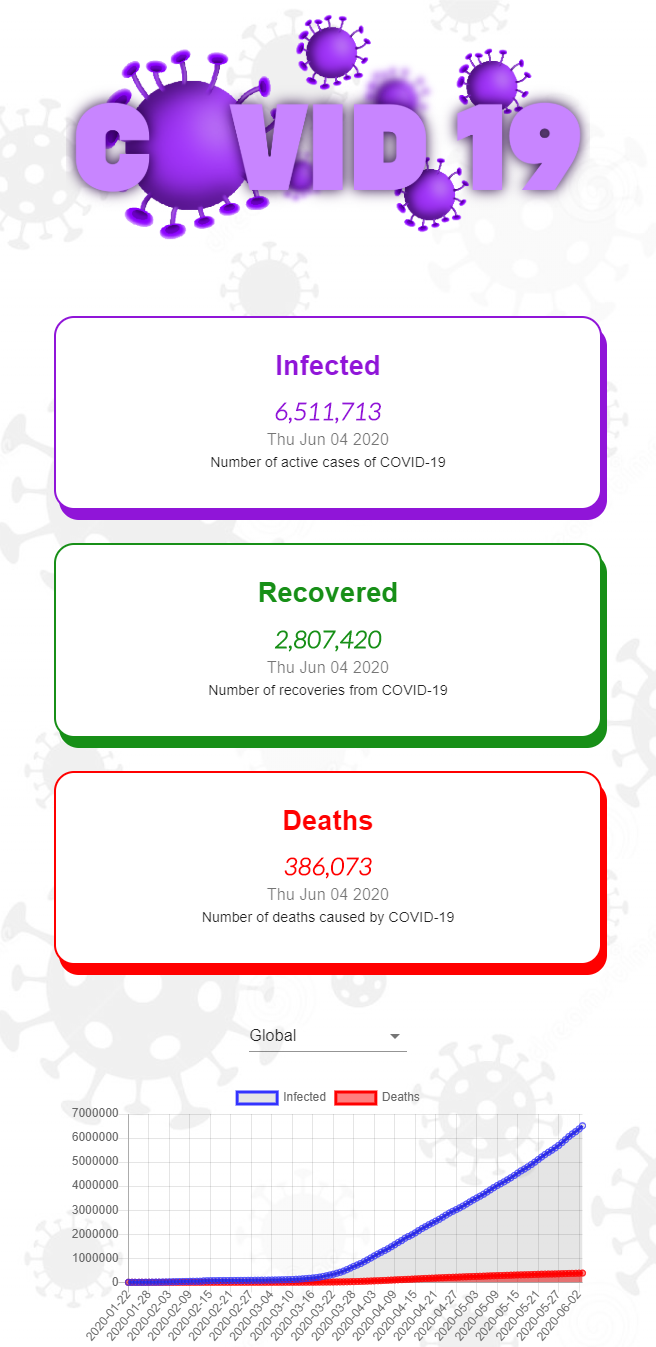 COVID 19
Infected
6,511,713
Thu Jun 04 2020
Number of active cases of COVID-19
Recovered
2,807,420
Thu Jun 04 2020
Number of recoveries from COVID-19
Deaths
386,073
Thu Jun 04 2020
Number of deaths caused by COVID-19
Global
Infected Deaths
7000000
6000000
5000000
4000000
3000000
2000000
1000000
0
2020-01-22 2020-01-28 2020-02-03 2020-02-09 2020-02-15 2020-02-21 2020-02-27 2020-03-04 2020-03-10 2020-03-16 2020-03-22 2020-03-28 2020-04-03 2020-04-09 2020-04-15 2020-04-21 2020-04-27 2020-05-03 2020-05-09 2020-05-15 2020-05-21 2020-05-27 2020-06-02